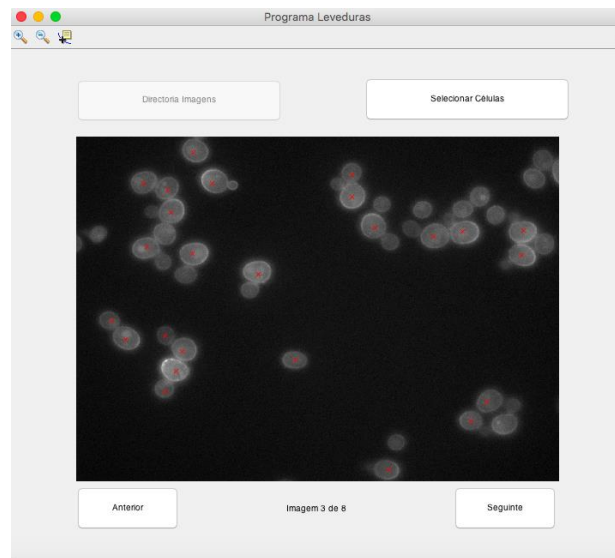 Programa Leveduras
Directoria Imagens
Selecionar Células
Anterior
Imagem 3 de 8
Seguinte